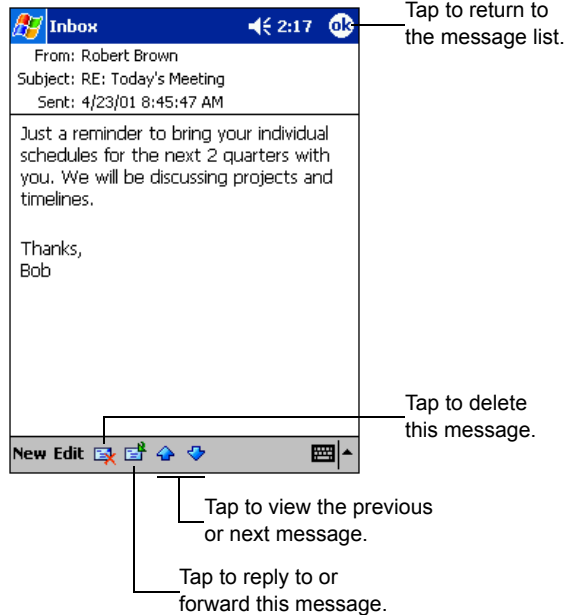 Tap to return to
the message list.
Inbox 2:17 ok
From: Robert Brown
Subject: RE: Today's Meeting
Sent: 4/23/01 8:45:47 AM
Just a reminder to bring your individual
schedules for the next 2 quarters with
you. We will be discussing projects and
timelines.
Thanks,
Bob
Tap to delete
this message.
New Edit
Tap to view the previous
or next message.
Tap to reply to or
forward this message.